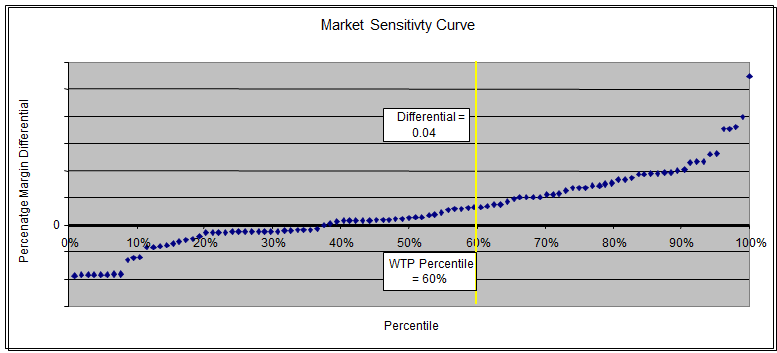 Market Sensitivty Curve
Percenatge Margin Differential
Differential =
0.04
0
0% 10% 20% 30% 40% 50% 60% 70% 80% 90% 100%
WTP Percentile
= 60%
Percentile